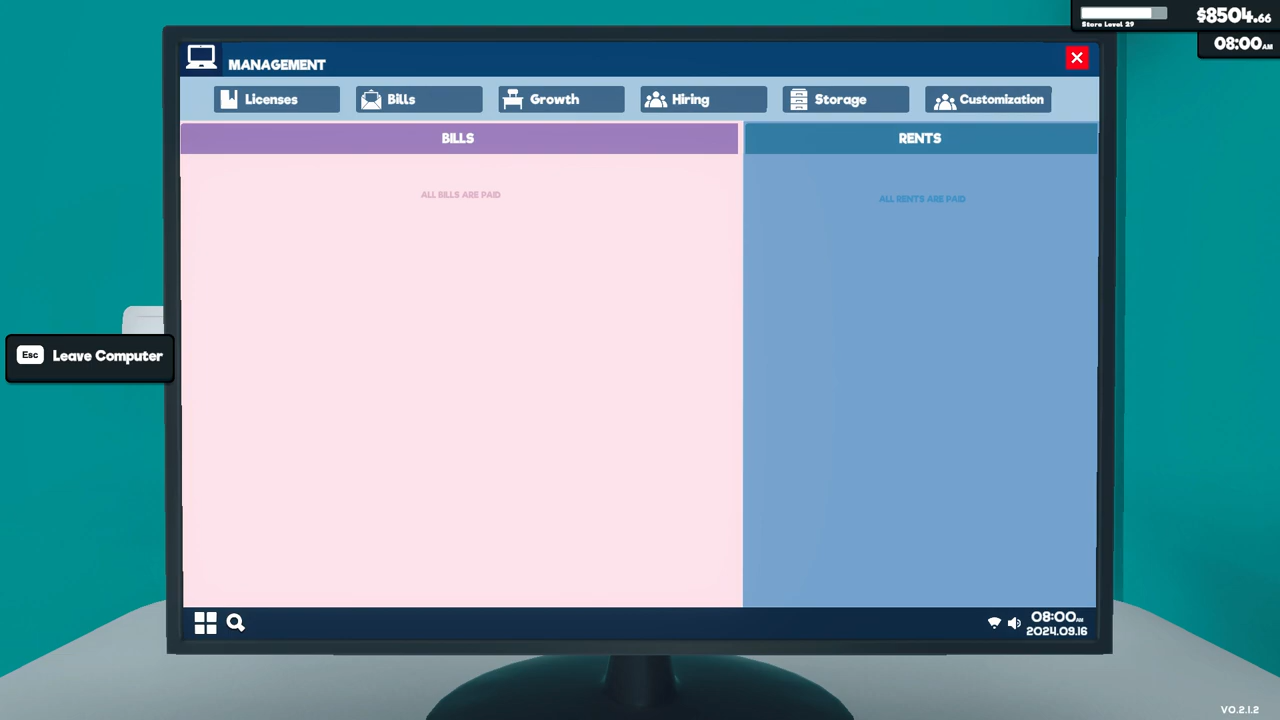 $8504.66
Store Level 29
08:00AM
MANAGEMENT
Licenses
Bills
Growth
Hiring
Storage
Customization
BILLS
RENTS
ALL BILLS ARE PAID
ALL RENTS ARE PAID
Esc Leave Computer
08:00AM
2024.09.16
V0.2.1.2